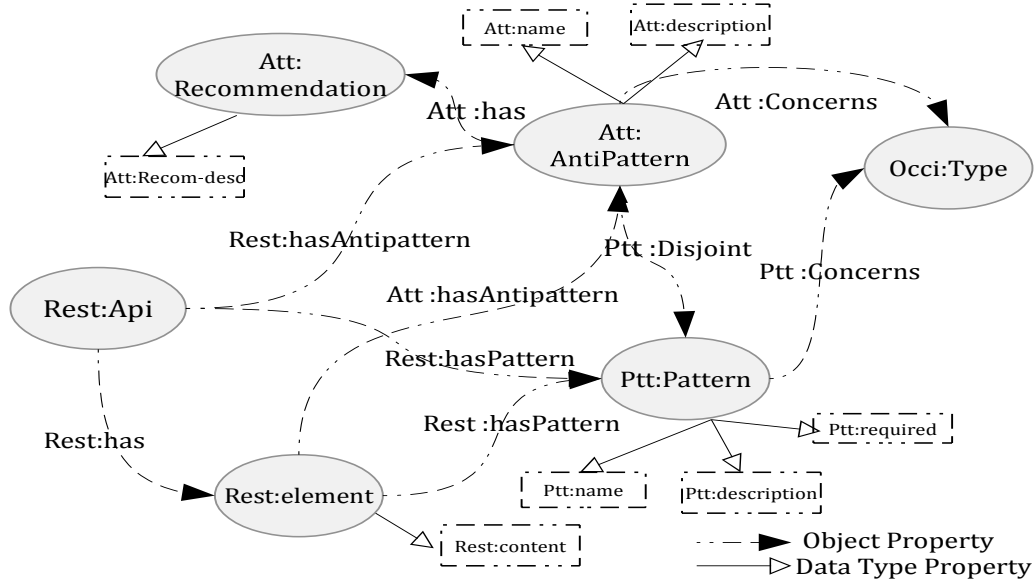 Att:name
Att:description
Att:
Recommendation
Att :has
Att :Concerns
Att:
AntiPattern
Occi:Type
Att:Recom-desc
Rest:hasAntipattern
Ptt :Disjoint
Ptt :Concerns
Att :hasAntipattern
Rest:Api
Rest:hasPattern
Ptt:Pattern
Rest :hasPattern
Ptt:required
Rest:has
Rest:element
Ptt:name
Ptt:description
Rest:content
Object Property
Data Type Property